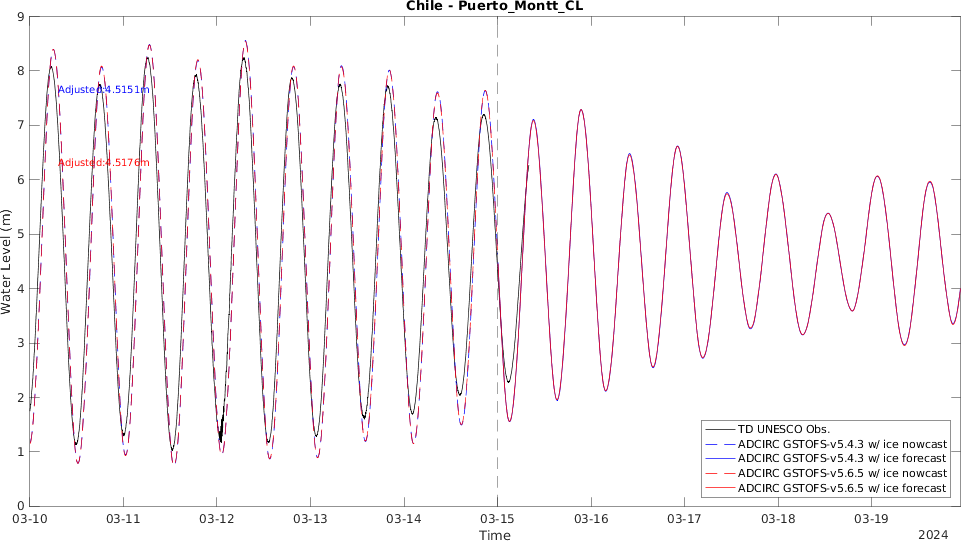 Chile - Puerto_Montt_CL
9
8
7
6
5
4
3
2
1
0
Water Level (m)
Adjusted:4.5151m
Adjusted:4.5176m
TD UNESCO Obs.
ADCIRC GSTOFS-v5.4.3 w/ ice nowcast
ADCIRC GSTOFS-v5.4.3 w/ ice forecast
ADCIRC GSTOFS-v5.6.5 w/ ice nowcast
ADCIRC GSTOFS-v5.6.5 w/ ice forecast
03-10 03-11 03-12 03-13 03-14 03-15 03-16 03-17 03-18 03-19
Time
2024